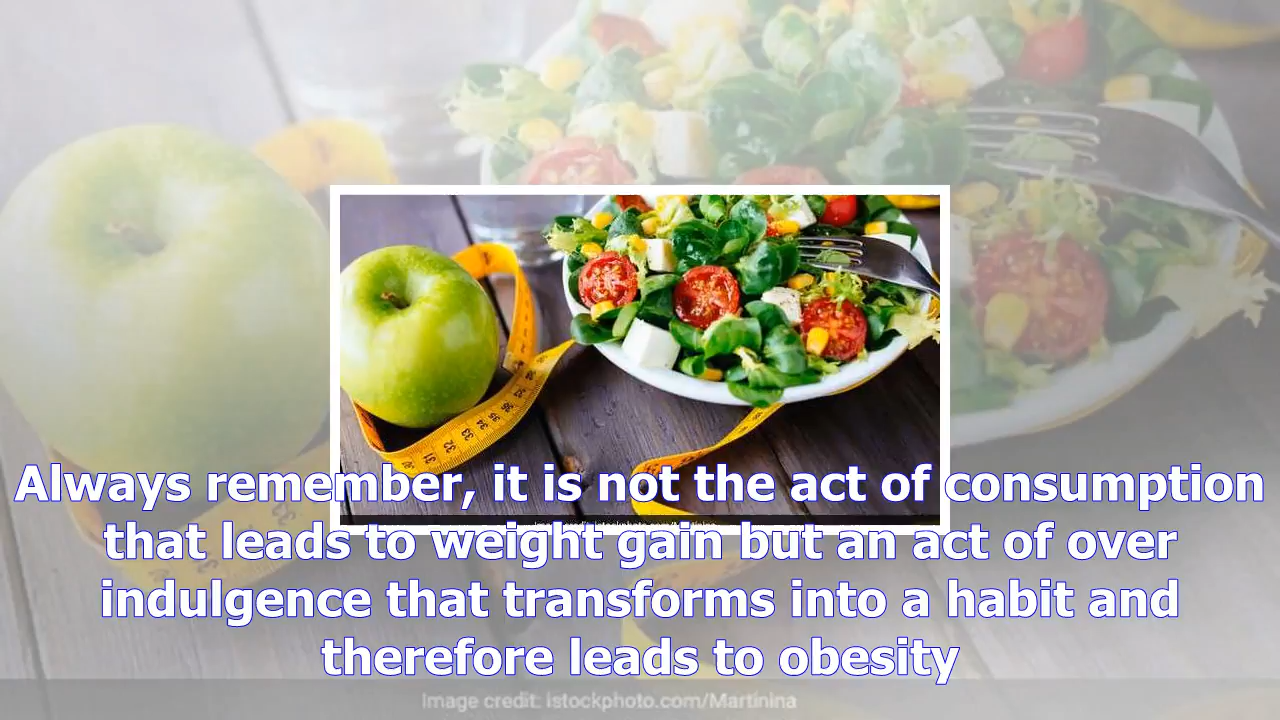 Always remember, it is not the act of consumption
that leads to weight gain but an act of over
indulgence that transforms into a habit and
therefore leads to obesity
Image credit: istockphoto.com/Martinina